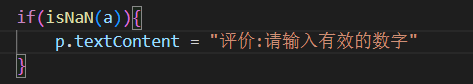 if(isNaN(a)){
    p.textContent = "评价:请输入有效的数字"
}